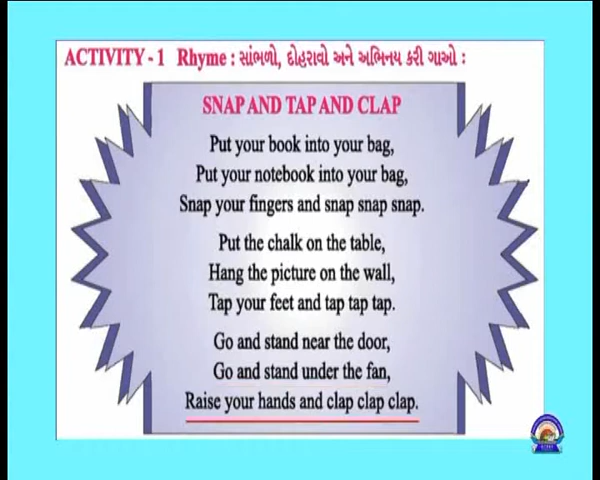 ACTIVITY - 1 Rhyme : સાંભળો, દોહરાવો અને અભિનય કરી ગાઓ :
SNAP AND TAP AND CLAP
Put your book into your bag,
Put your notebook into your bag,
Snap your fingers and snap snap snap.
Put the chalk on the table,
Hang the picture on the wall,
Tap your feet and tap tap tap.
Go and stand near the door,
Go and stand under the fan,
Raise your hands and clap clap clap.